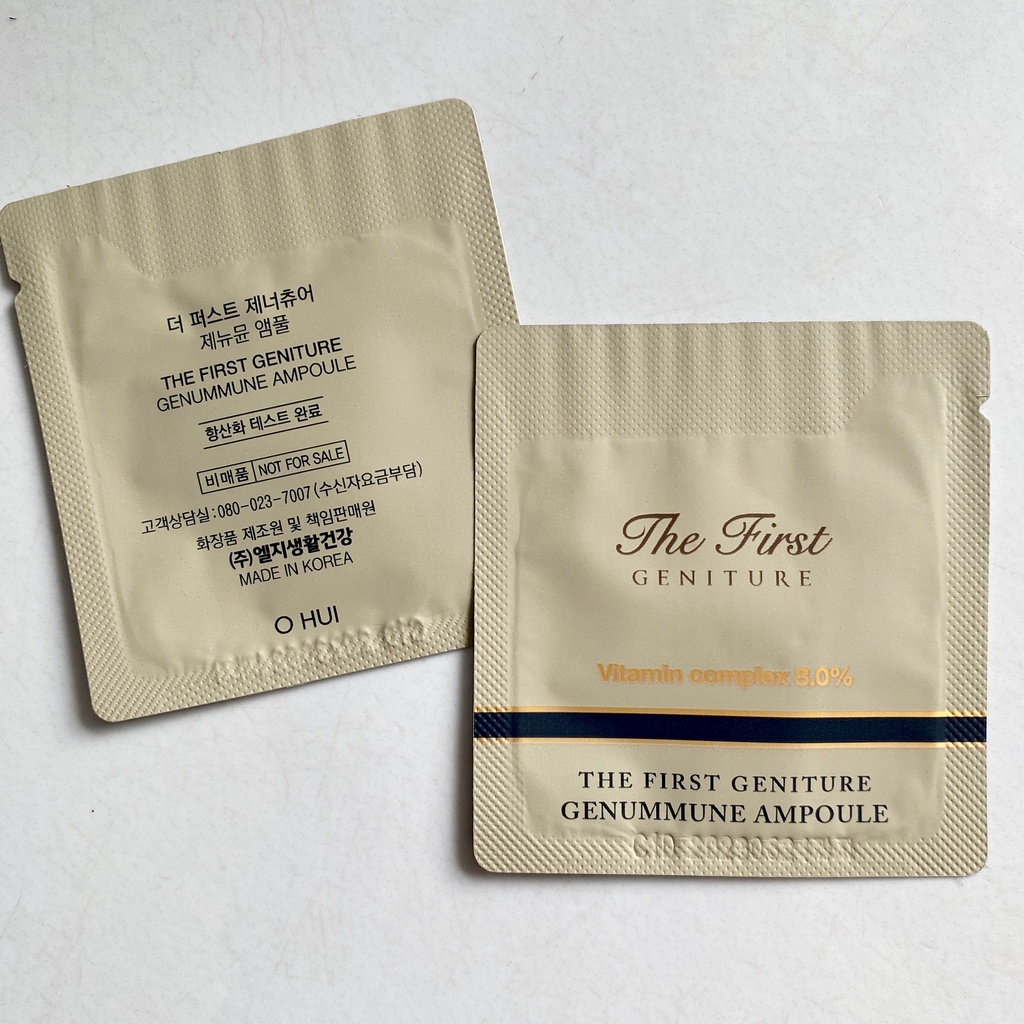 더 퍼스트 제너츄어
제뉴뮨 앰풀
THE FIRST GENITURE
GENUMMUNE AMPOULE
항산화 테스트 완료
비매품 NOT FOR SALE
고객상담실:080-023-7007 (수신자요금부담)
화장품 제조원 및 책임판매원
(주)엘지생활건강
MADE IN KOREA
O HUI
The First
GENITURE
Vitamin complex 8.0%
THE FIRST GENITURE
GENUMMUNE AMPOULE